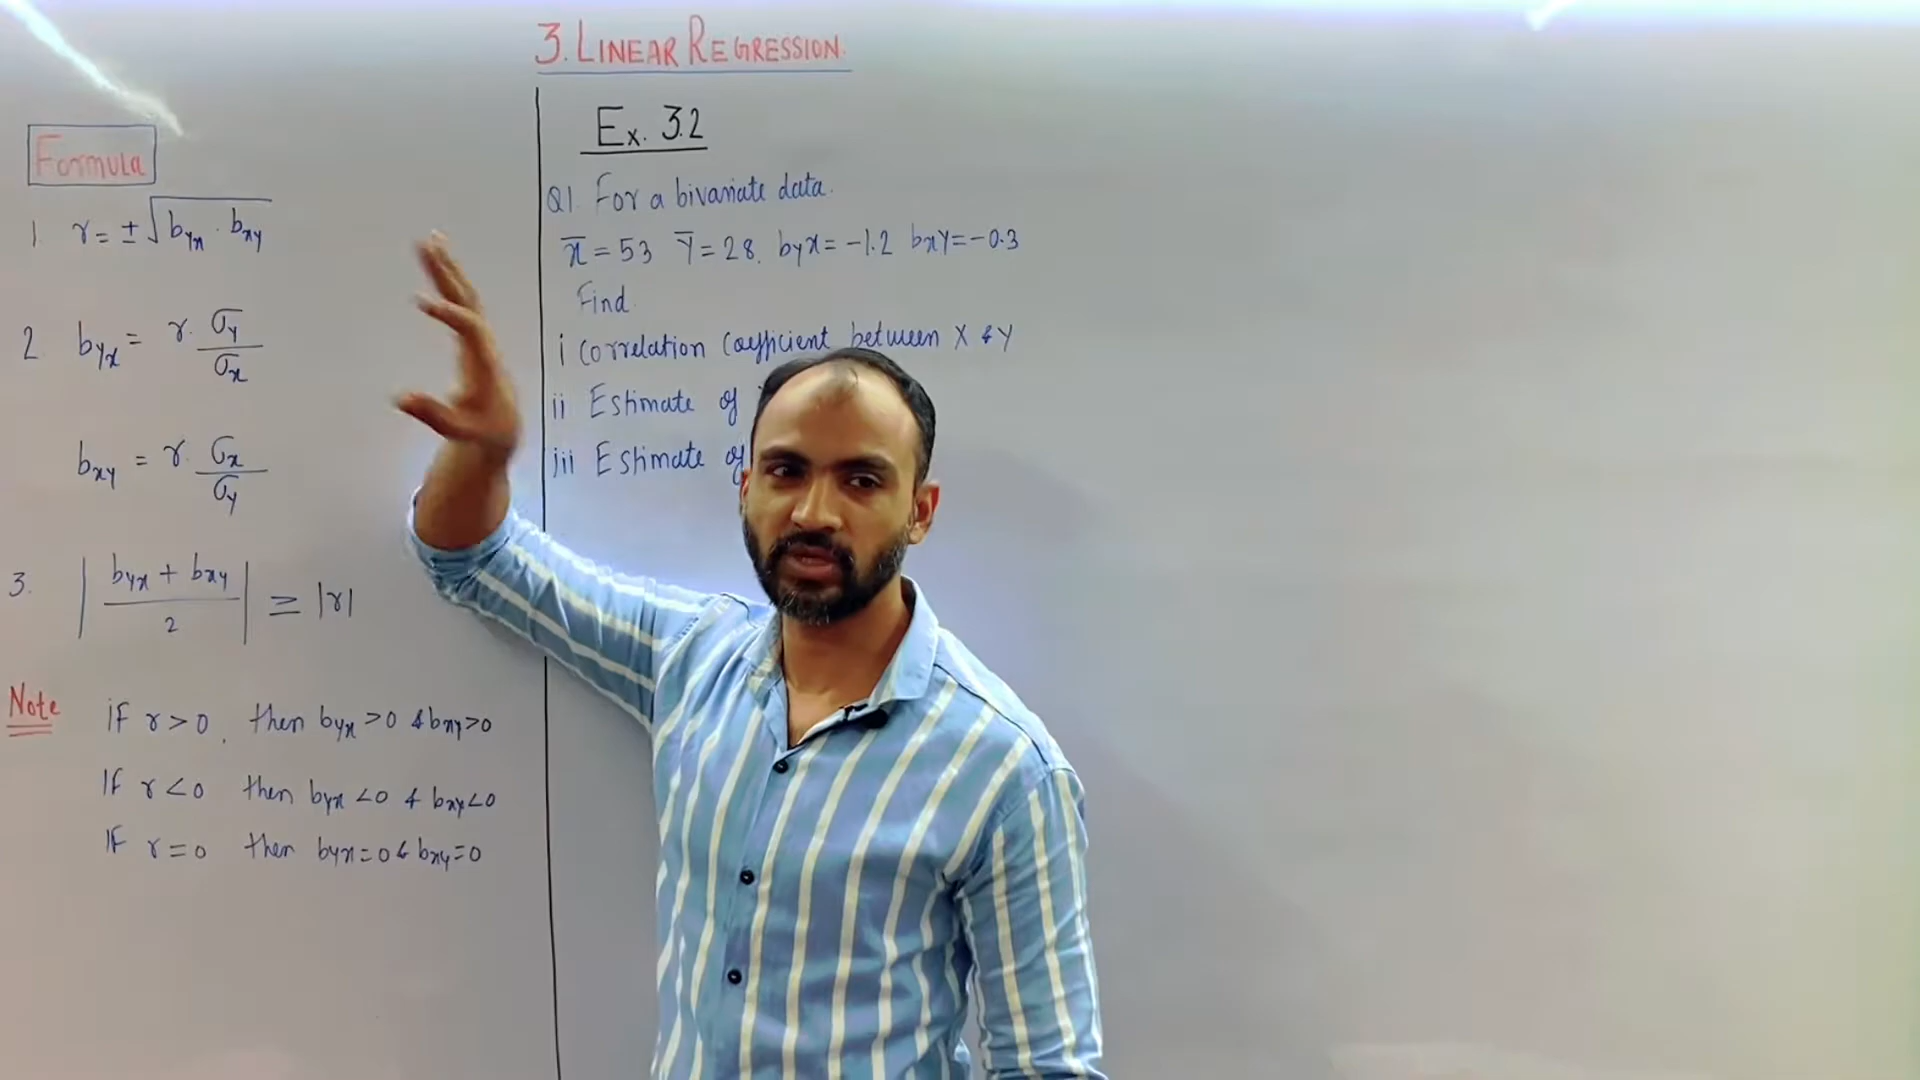 3. LINEAR REGRESSION.
Formula
1. r = ± √byx · bxy
2. byx = r · σy / σx
bxy = r · σx / σy
3. | byx + bxy / 2 | ≥ |r|
Note
if r > 0, then byx > 0 & bxy > 0
If r < 0 then byx < 0 & bxy < 0
If r = 0 then byx = 0 & bxy = 0
Ex. 3.2
Q1. For a bivariate data.
x̄ = 53 ȳ = 28. byx = -1.2 bxy = -0.3
Find.
i Correlation Coefficient between X & Y
ii Estimate of
iii Estimate of